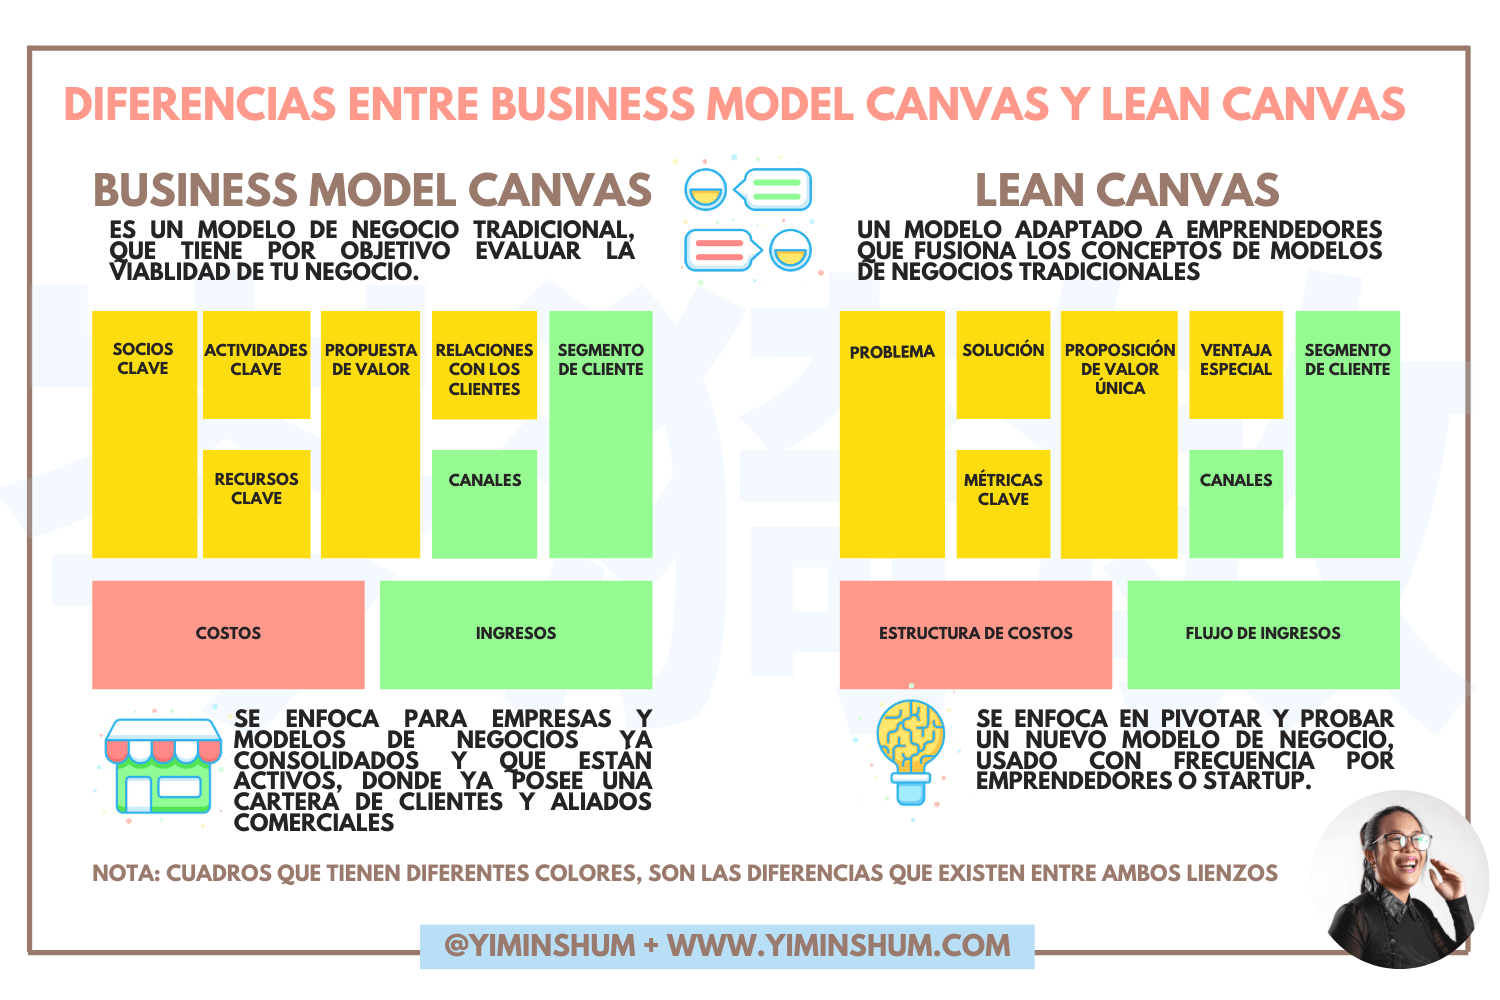 DIFERENCIAS ENTRE BUSINESS MODEL CANVAS Y LEAN CANVAS
BUSINESS MODEL CANVAS
ES UN MODELO DE NEGOCIO TRADICIONAL,
QUE TIENE POR OBJETIVO EVALUAR LA
VIABLIDAD DE TU NEGOCIO.
SOCIOS
CLAVE
ACTIVIDADES
CLAVE
RECURSOS
CLAVE
PROPUESTA
DE VALOR
RELACIONES
CON LOS
CLIENTES
CANALES
SEGMENTO
DE CLIENTE
COSTOS
INGRESOS
SE ENFOCA PARA EMPRESAS Y
MODELOS DE NEGOCIOS YA
CONSOLIDADOS Y QUE ESTÁN
ACTIVOS, DONDE YA POSEE UNA
CARTERA DE CLIENTES Y ALIADOS
COMERCIALES
LEAN CANVAS
UN MODELO ADAPTADO A EMPRENDEDORES
QUE FUSIONA LOS CONCEPTOS DE MODELOS
DE NEGOCIOS TRADICIONALES
PROBLEMA
SOLUCIÓN
MÉTRICAS
CLAVE
PROPOSICIÓN
DE VALOR
ÚNICA
VENTAJA
ESPECIAL
CANALES
SEGMENTO
DE CLIENTE
ESTRUCTURA DE COSTOS
FLUJO DE INGRESOS
SE ENFOCA EN PIVOTAR Y PROBAR
UN NUEVO MODELO DE NEGOCIO,
USADO CON FRECUENCIA POR
EMPRENDEDORES O STARTUP.
NOTA: CUADROS QUE TIENEN DIFERENTES COLORES, SON LAS DIFERENCIAS QUE EXISTEN ENTRE AMBOS LIENZOS
@YIMINSHUM + WWW.YIMINSHUM.COM